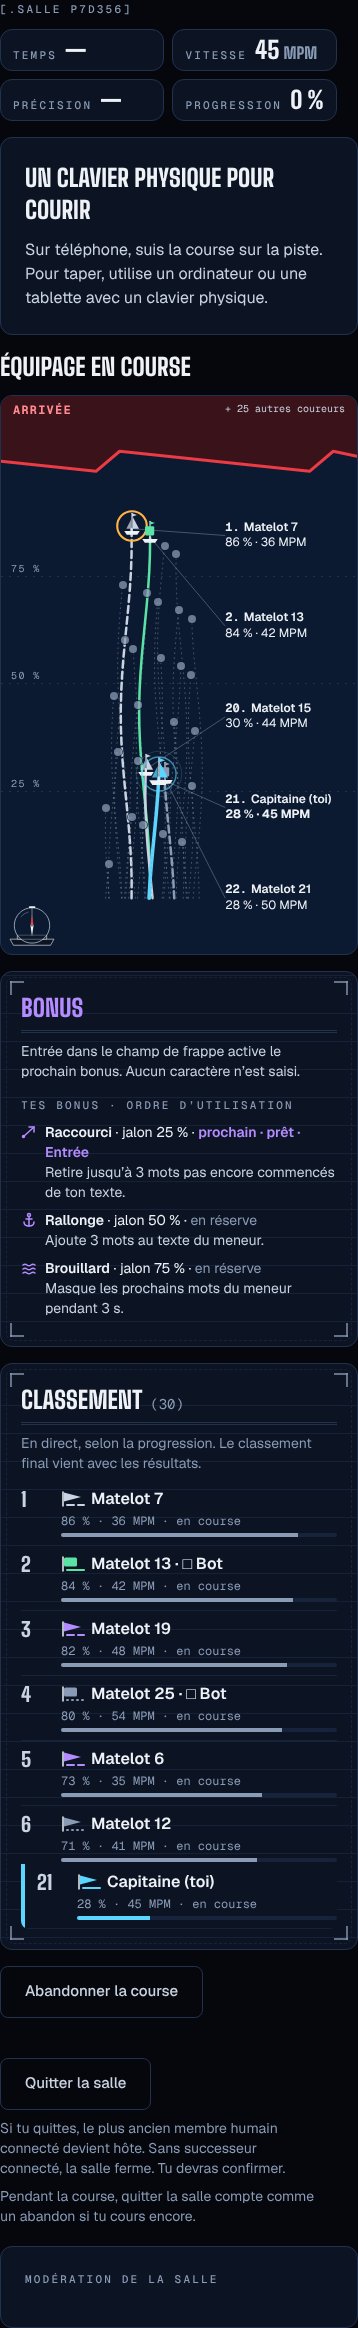 [.SALLE P7D356]
TEMPS —
VITESSE 45 MPM
PRÉCISION —
PROGRESSION 0 %
UN CLAVIER PHYSIQUE POUR
COURIR
Sur téléphone, suis la course sur la piste.
Pour taper, utilise un ordinateur ou une
tablette avec un clavier physique.
ÉQUIPAGE EN COURSE
ARRIVÉE
+ 25 autres coureurs
1. Matelot 7
86 % · 36 MPM
75 %
2. Matelot 13
84 % · 42 MPM
50 %
20. Matelot 15
30 % · 44 MPM
25 %
21. Capitaine (toi)
28 % · 45 MPM
22. Matelot 21
28 % · 50 MPM
BONUS
Entrée dans le champ de frappe active le
prochain bonus. Aucun caractère n'est saisi.
TES BONUS · ORDRE D'UTILISATION
Raccourci · jalon 25 % · prochain · prêt ·
Entrée
Retire jusqu'à 3 mots pas encore commencés
de ton texte.
Rallonge · jalon 50 % · en réserve
Ajoute 3 mots au texte du meneur.
Brouillard · jalon 75 % · en réserve
Masque les prochains mots du meneur
pendant 3 s.
CLASSEMENT (30)
En direct, selon la progression. Le classement
final vient avec les résultats.
1 Matelot 7
86 % · 36 MPM · en course
2 Matelot 13 · □ Bot
84 % · 42 MPM · en course
3 Matelot 19
82 % · 48 MPM · en course
4 Matelot 25 · □ Bot
80 % · 54 MPM · en course
5 Matelot 6
73 % · 35 MPM · en course
6 Matelot 12
71 % · 41 MPM · en course
21 Capitaine (toi)
28 % · 45 MPM · en course
Abandonner la course
Quitter la salle
Si tu quittes, le plus ancien membre humain
connecté devient hôte. Sans successeur
connecté, la salle ferme. Tu devras confirmer.
Pendant la course, quitter la salle compte comme
un abandon si tu cours encore.
MODÉRATION DE LA SALLE